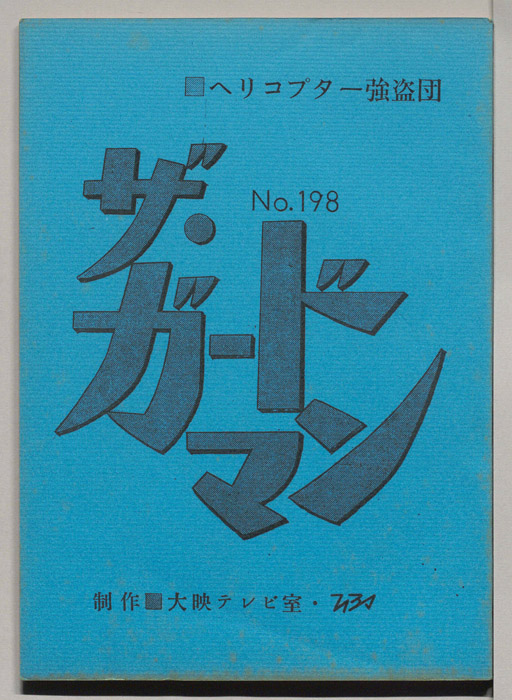 ■ヘリコプター強盗団
No.198
ザ・
ガードマン
制作■大映テレビ室・TBS